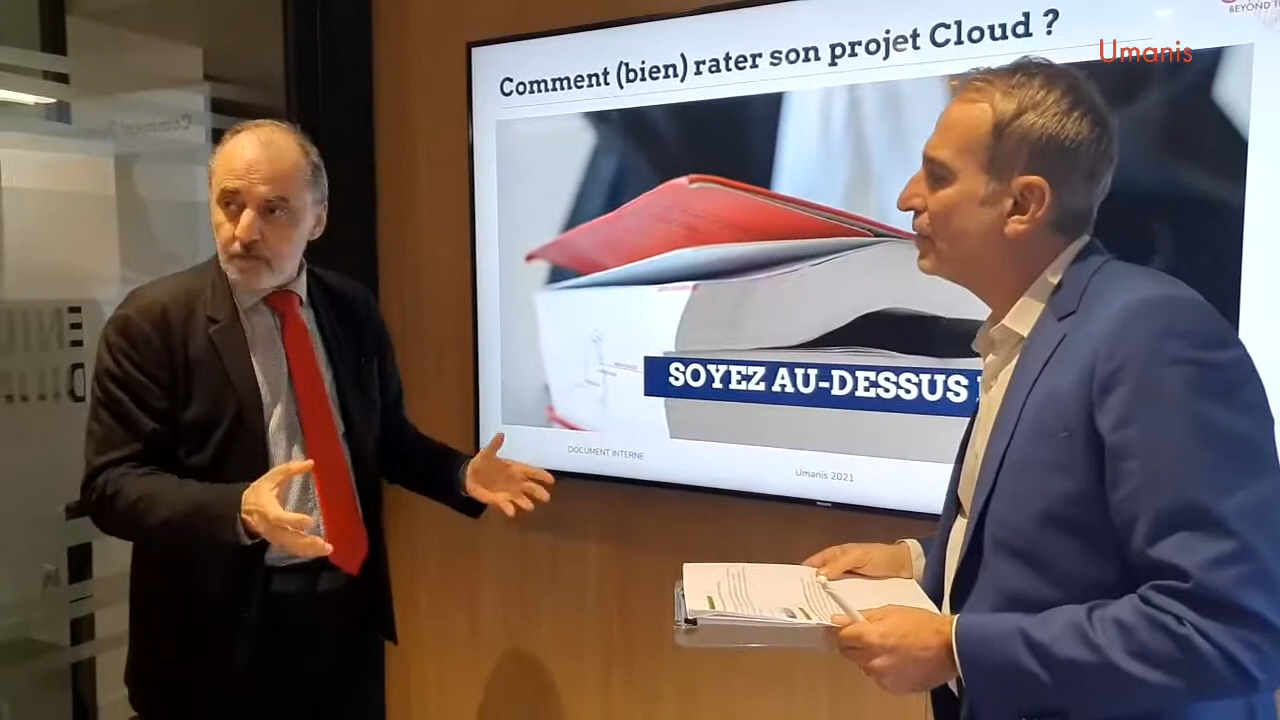 BEYOND
Umanis
Comment (bien) rater son projet Cloud ?
SOYEZ AU-DESSUS
DOCUMENT INTERNE
Umanis 2021